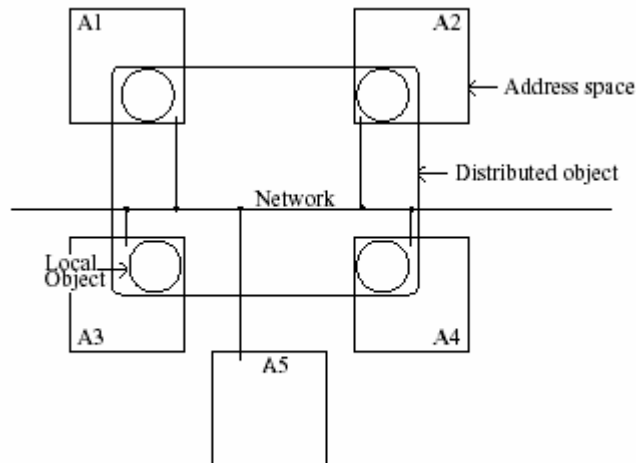 A1
A2
Address space
Distributed object
Network
Local
Object
A3
A4
A5